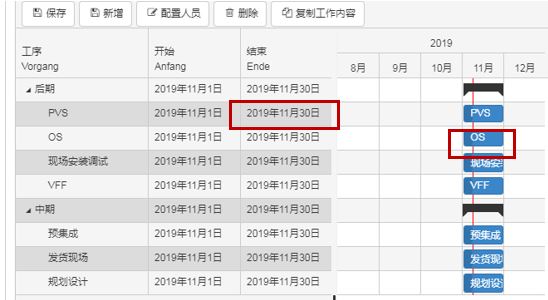 保存 新增 配置人员 删除 复制工作内容
工序 开始 结束 2019
Vorgang Anfang Ende 8月 9月 10月 11月 12月
后期 2019年11月1日 2019年11月30日
PVS 2019年11月1日 2019年11月30日 PVS
OS 2019年11月1日 2019年11月30日 OS
现场安装调试 2019年11月1日 2019年11月30日 现场安
VFF 2019年11月1日 2019年11月30日 VFF
中期 2019年11月1日 2019年11月30日
预集成 2019年11月1日 2019年11月30日 预集成
发货现场 2019年11月1日 2019年11月30日 发货现
规划设计 2019年11月1日 2019年11月30日 规划设